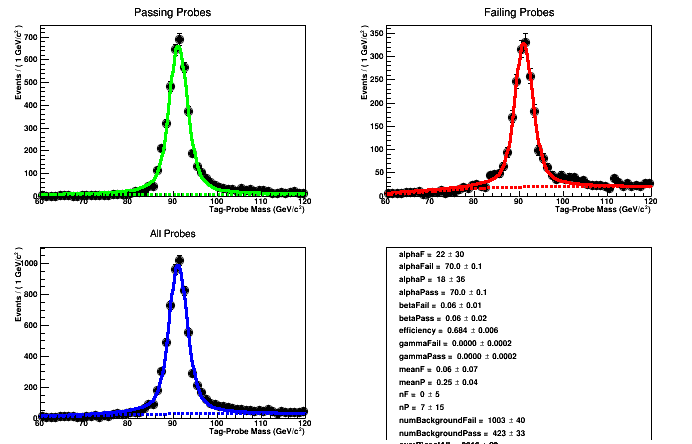 Passing Probes
Events / ( 1 GeV/c² )
700
600
500
400
300
200
100
0
60 70 80 90 100 110 120
Tag-Probe Mass (GeV/c²)
Failing Probes
Events / ( 1 GeV/c² )
350
300
250
200
150
100
50
0
60 70 80 90 100 110 120
Tag-Probe Mass (GeV/c²)
All Probes
Events / ( 1 GeV/c² )
1000
800
600
400
200
0
60 70 80 90 100 110 120
Tag-Probe Mass (GeV/c²)
alphaF = 22 ± 30
alphaFail = 70.0 ± 0.1
alphaP = 18 ± 36
alphaPass = 70.0 ± 0.1
betaFail = 0.06 ± 0.01
betaPass = 0.06 ± 0.02
efficiency = 0.684 ± 0.006
gammaFail = 0.0000 ± 0.0002
gammaPass = 0.0000 ± 0.0002
meanF = 0.06 ± 0.07
meanP = 0.25 ± 0.04
nF = 0 ± 5
nP = 7 ± 15
numBackgroundFail = 1003 ± 40
numBackgroundPass = 423 ± 33